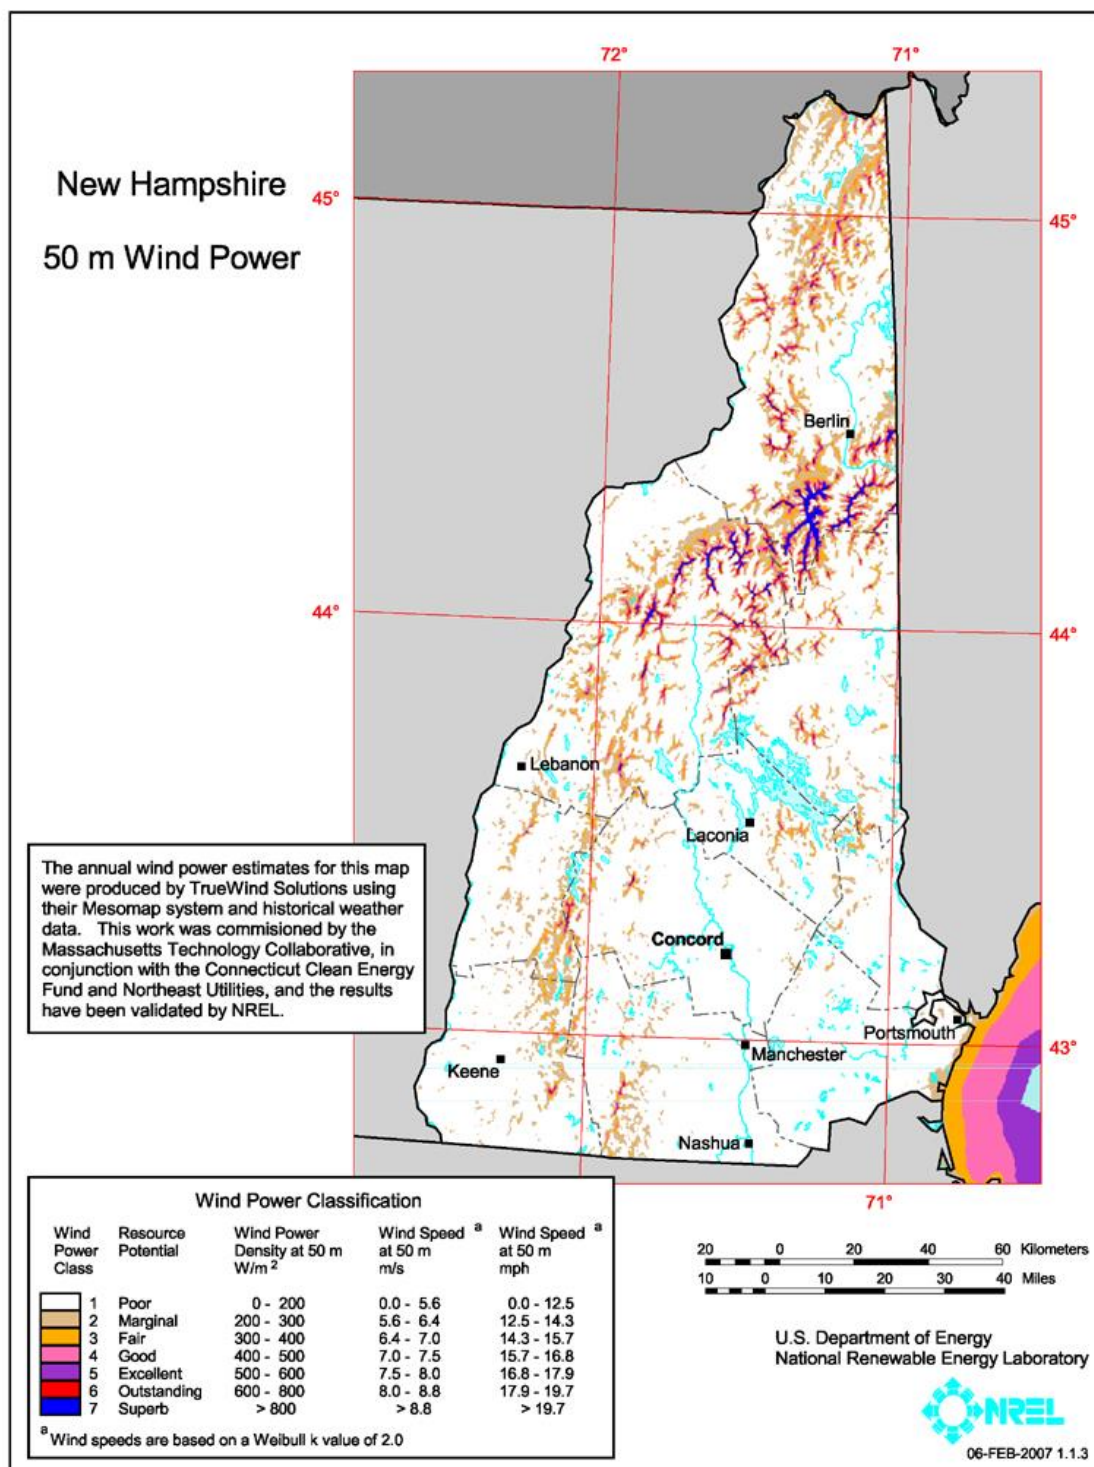 72°
71°
New Hampshire
50 m Wind Power
45°
45°
Berlin
44°
44°
Lebanon
Laconia
The annual wind power estimates for this map
were produced by TrueWind Solutions using
their Mesomap system and historical weather
data. This work was commisioned by the
Massachusetts Technology Collaborative, in
conjunction with the Connecticut Clean Energy
Fund and Northeast Utilities, and the results
have been validated by NREL.
Concord
Portsmouth
Manchester
43°
Keene
Nashua
71°
Wind Power Classification
Wind Power Class Resource Potential Wind Power Density at 50 m W/m 2 Wind Speed a at 50 m m/s Wind Speed a at 50 m mph
1 Poor 0 - 200 0.0 - 5.6 0.0 - 12.5
2 Marginal 200 - 300 5.6 - 6.4 12.5 - 14.3
3 Fair 300 - 400 6.4 - 7.0 14.3 - 15.7
4 Good 400 - 500 7.0 - 7.5 15.7 - 16.8
5 Excellent 500 - 600 7.5 - 8.0 16.8 - 17.9
6 Outstanding 600 - 800 8.0 - 8.8 17.9 - 19.7
7 Superb > 800 > 8.8 > 19.7
a Wind speeds are based on a Weibull k value of 2.0
20 0 20 40 60 Kilometers
10 0 10 20 30 40 Miles
U.S. Department of Energy
National Renewable Energy Laboratory
NREL
06-FEB-2007 1.1.3